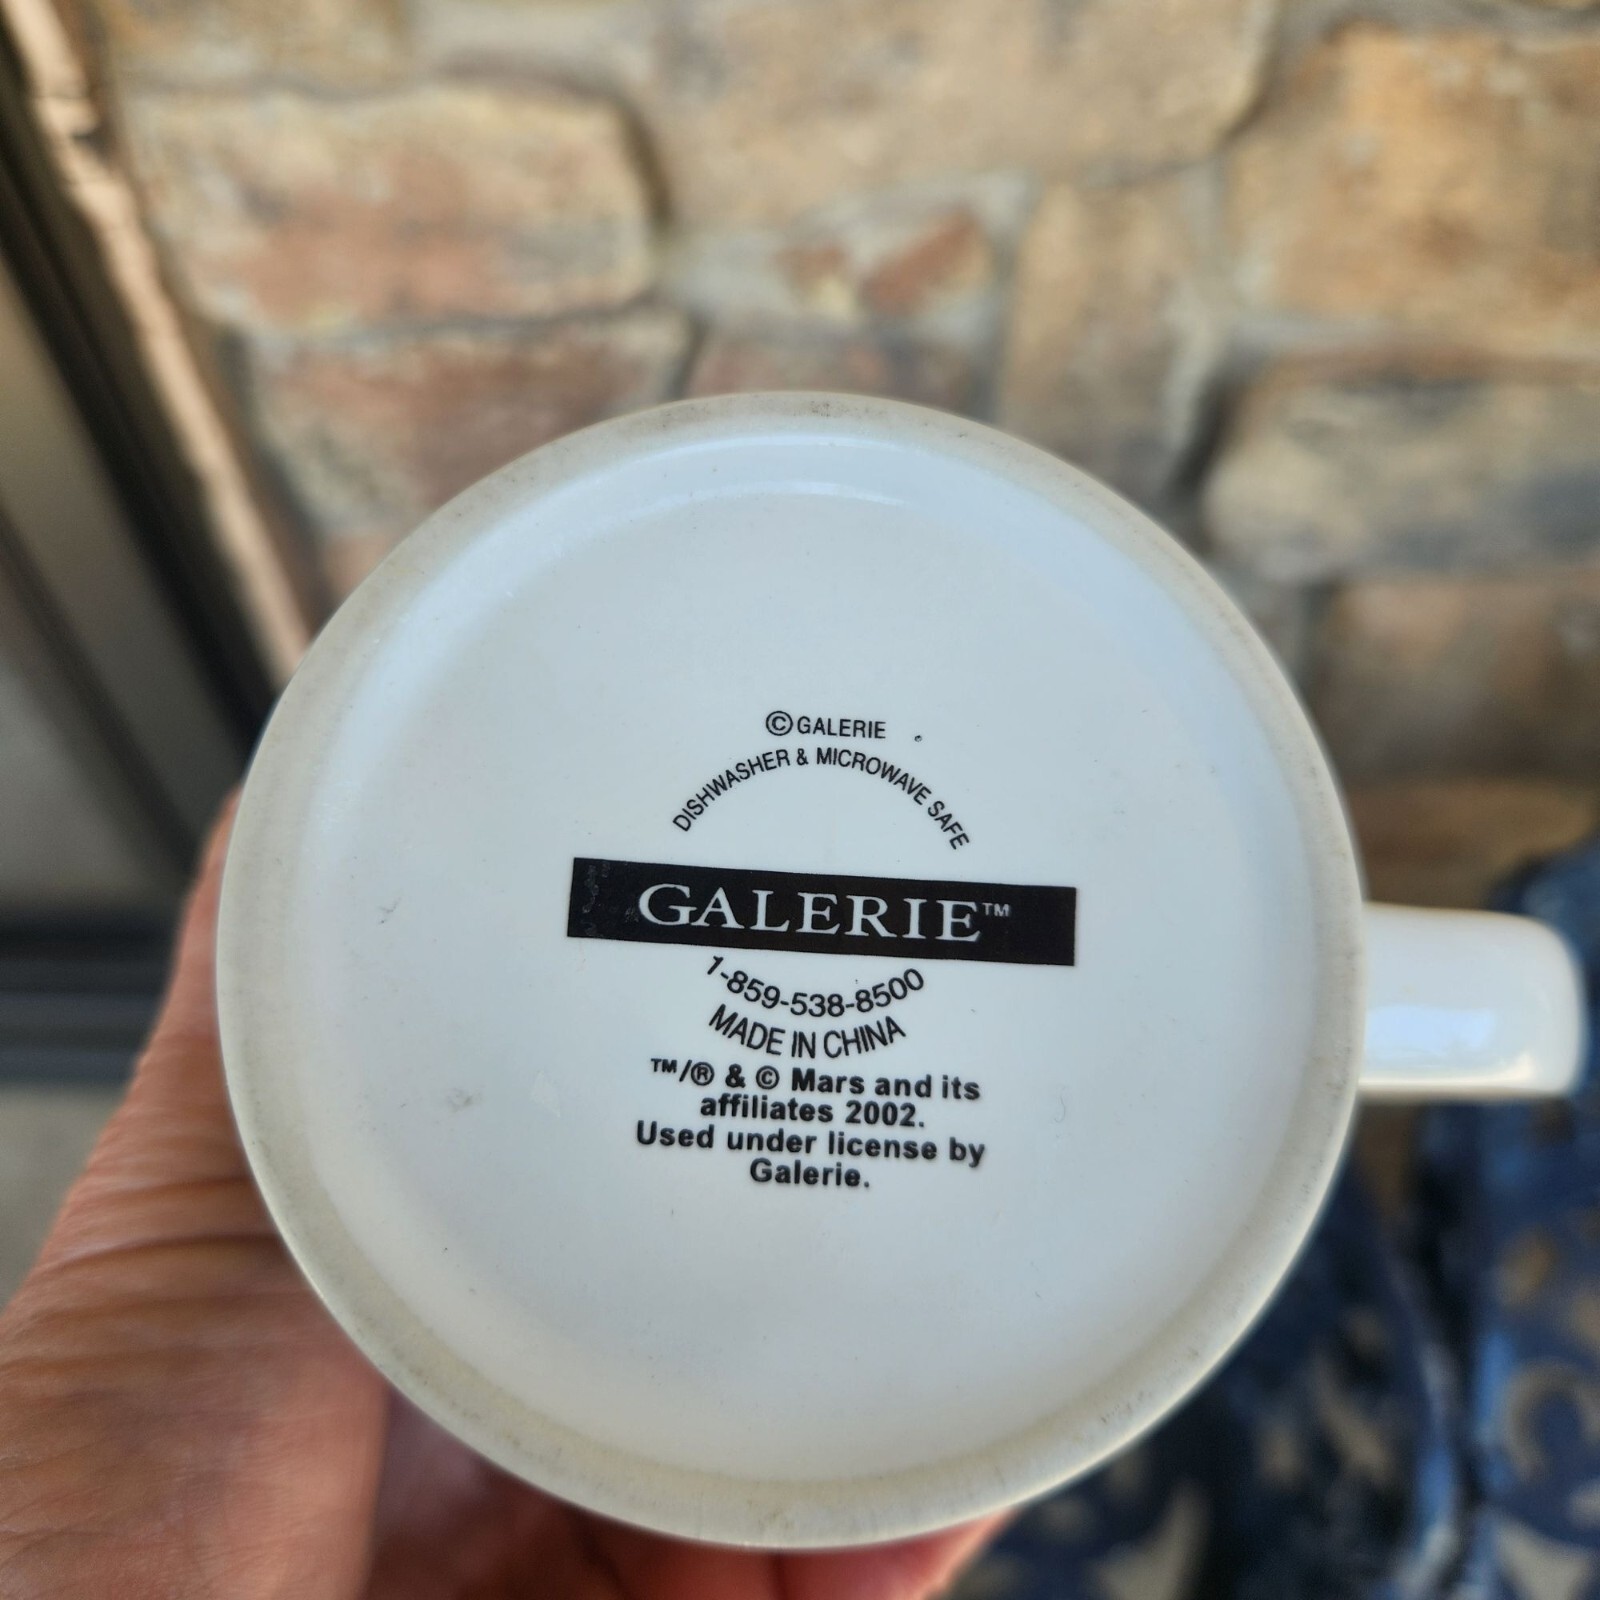 ©GALERIE
DISHWASHER & MICROWAVE SAFE
GALERIE™
1-859-538-8500
MADE IN CHINA
™/® & © Mars and its
affiliates 2002.
Used under license by
Galerie.